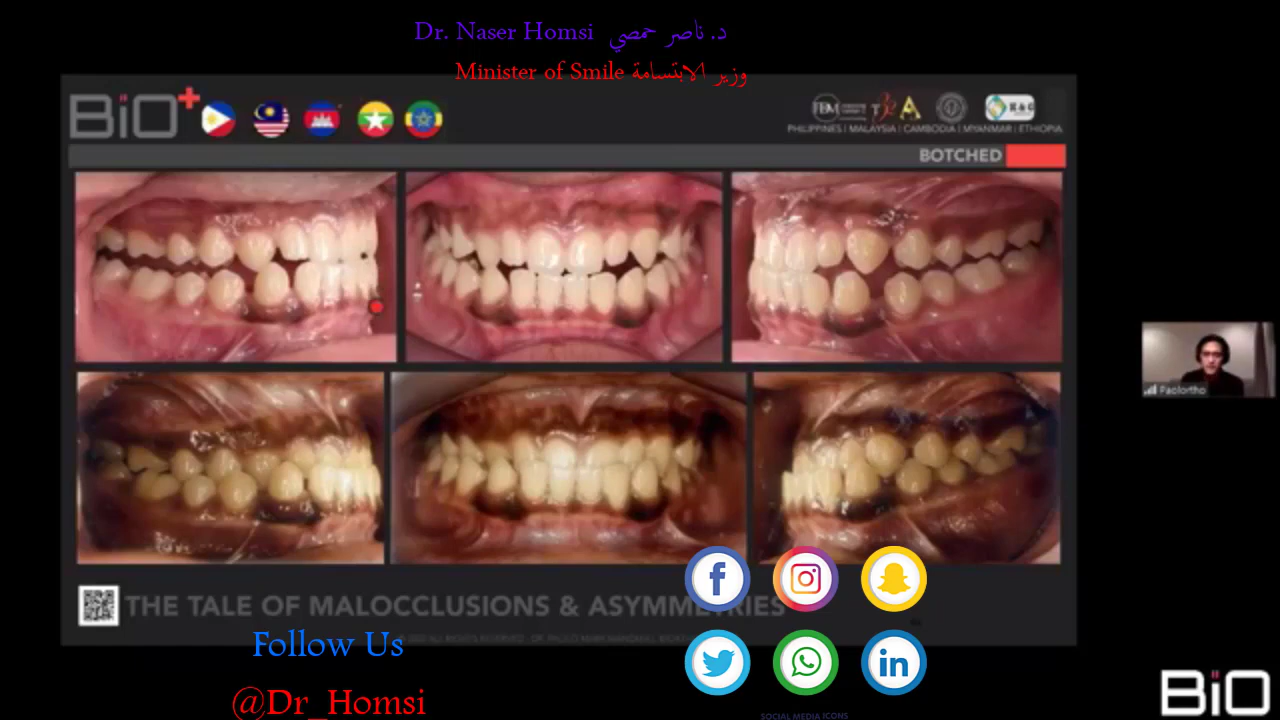 Dr. Naser Homsi د. ناصر حمصي
Minister of Smile وزير الابتسامة
BiO+
PHILIPPINES | MALAYSIA | CAMBODIA | MYANMAR | ETHIOPIA
BOTCHED
Paolortho
THE TALE OF MALOCCLUSIONS & ASYMMETRIES
Follow Us
@Dr_Homsi
SOCIAL MEDIA ICONS
BiO